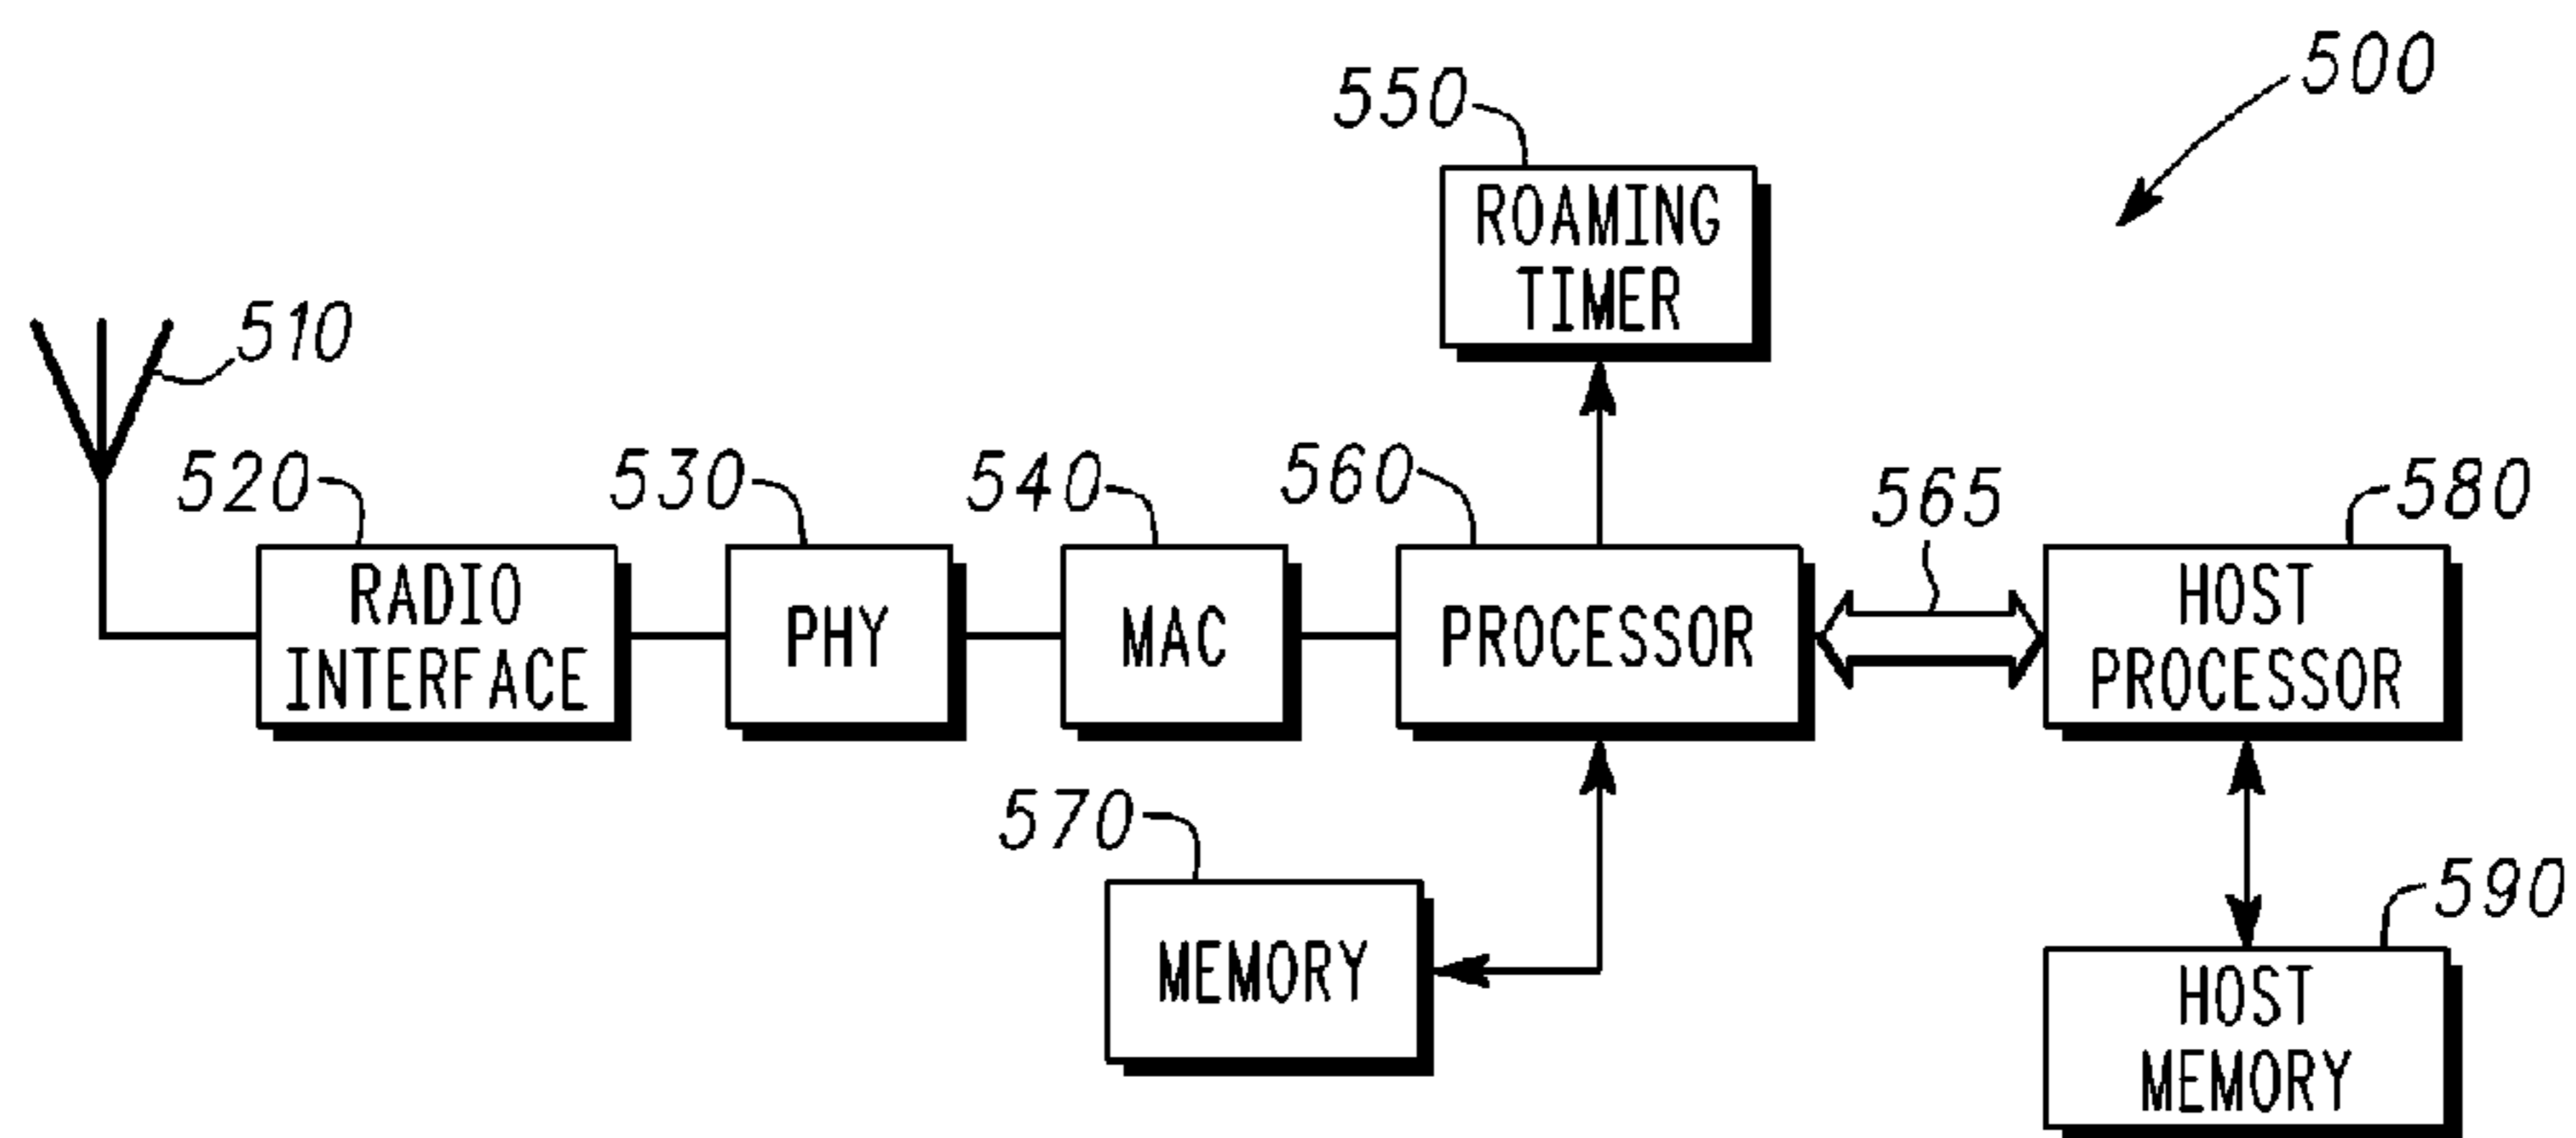 500
550
ROAMING
TIMER
510
520
RADIO
INTERFACE
530
PHY
540
MAC
560
PROCESSOR
565
580
HOST
PROCESSOR
570
MEMORY
590
HOST
MEMORY